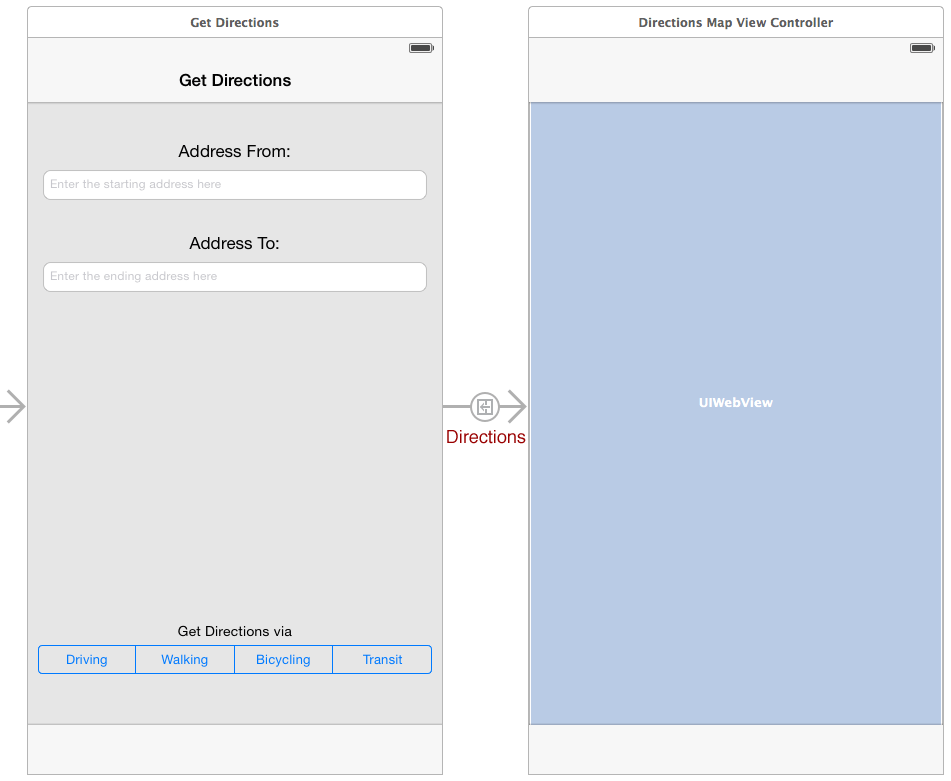 Get Directions
Get Directions
Address From:
Enter the starting address here
Address To:
Enter the ending address here
Get Directions via
Driving
Walking
Bicycling
Transit
Directions
Directions Map View Controller
UIWebView